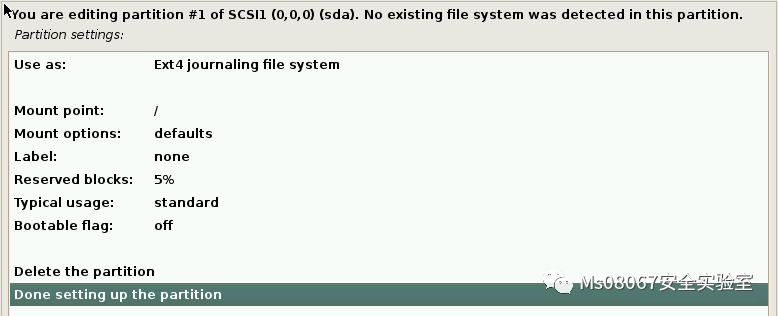 You are editing partition #1 of SCSI1 (0,0,0) (sda). No existing file system was detected in this partition.
Partition settings:
Use as: Ext4 journaling file system
Mount point: /
Mount options: defaults
Label: none
Reserved blocks: 5%
Typical usage: standard
Bootable flag: off
Delete the partition
Done setting up the partition
Ms08067安全实验室